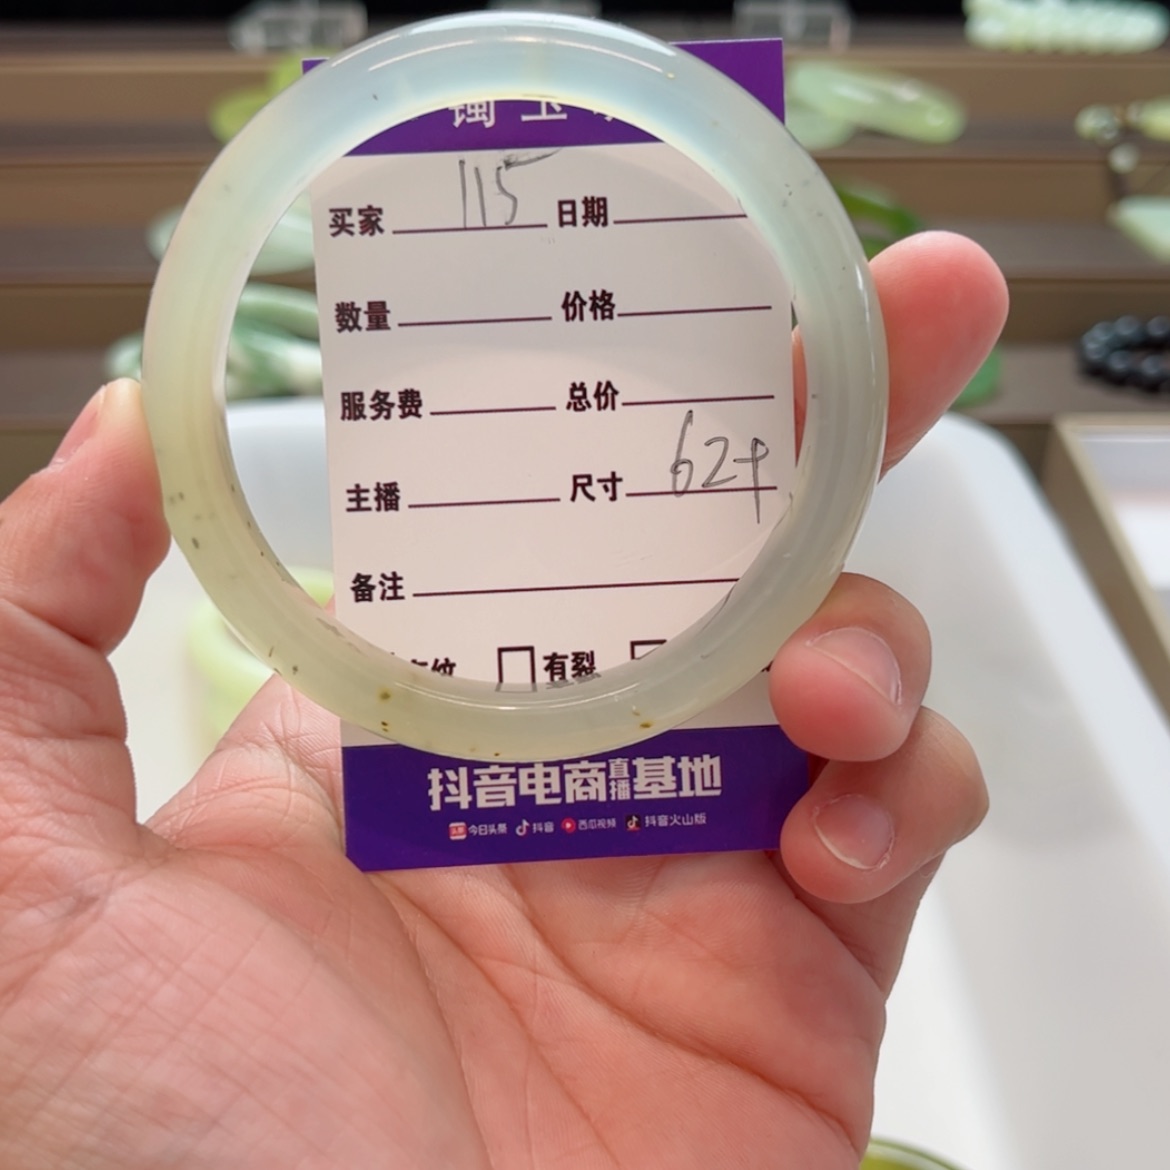 玉
买家 115 日期
数量 价格
服务费 总价
主播 尺寸 62+
备注
纹 有裂
抖音电商直播基地
今日头条 抖音 西瓜视频 抖音火山版